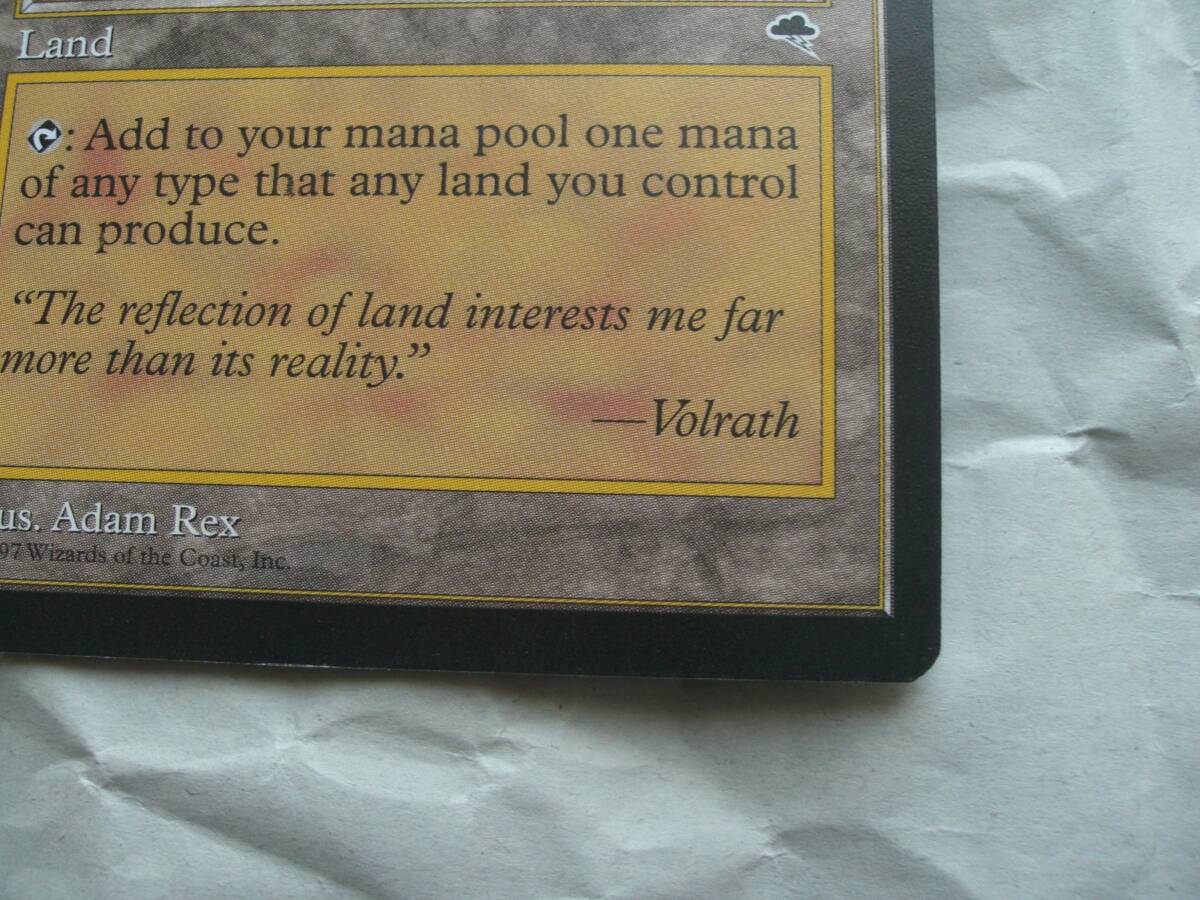 Land
: Add to your mana pool one mana
of any type that any land you control
can produce.
“The reflection of land interests me far
more than its reality.”
—Volrath
us. Adam Rex
97 Wizards of the Coast, Inc.